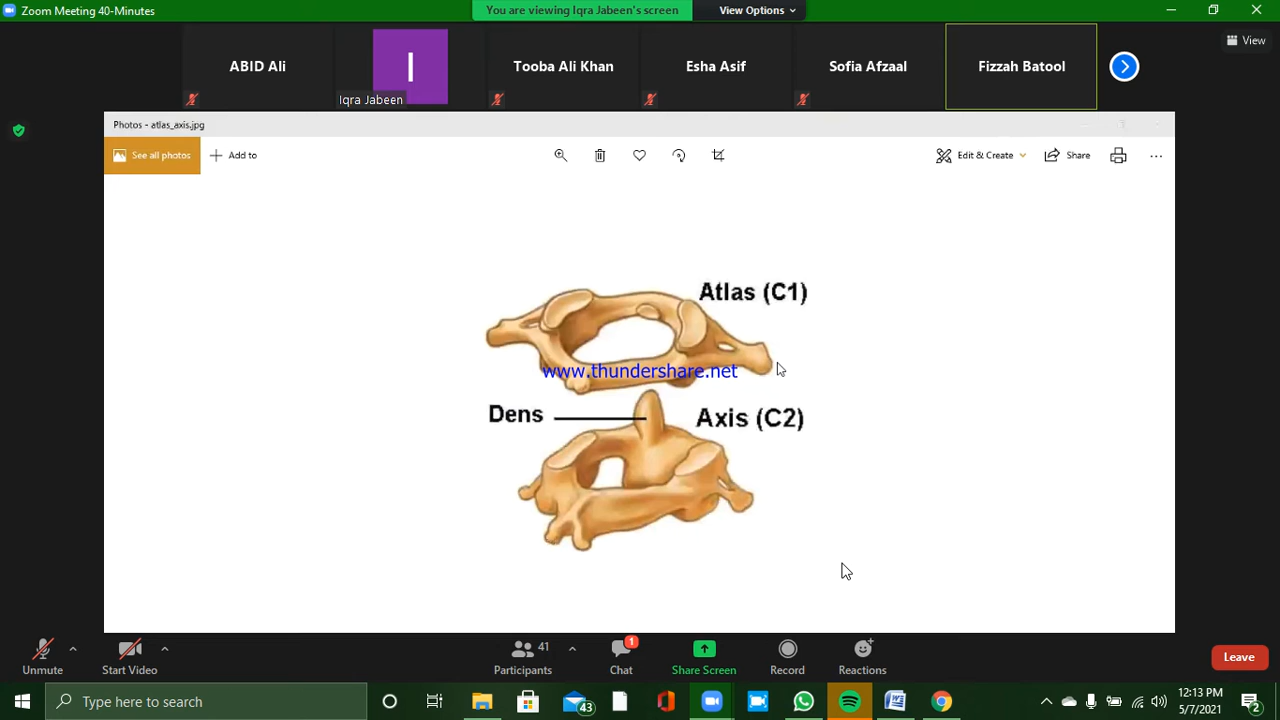 Zoom Meeting 40-Minutes
You are viewing Iqra Jabeen's screen
View Options
View
ABID Ali
I
Iqra Jabeen
Tooba Ali Khan
Esha Asif
Sofia Afzaal
Fizzah Batool
Photos - atlas_axis.jpg
See all photos
Add to
Edit & Create
Share
Atlas (C1)
www.thundershare.net
Dens
Axis (C2)
Unmute
Start Video
41
Participants
1
Chat
Share Screen
Record
Reactions
Leave
Type here to search
43
12:13 PM
5/7/2021
2